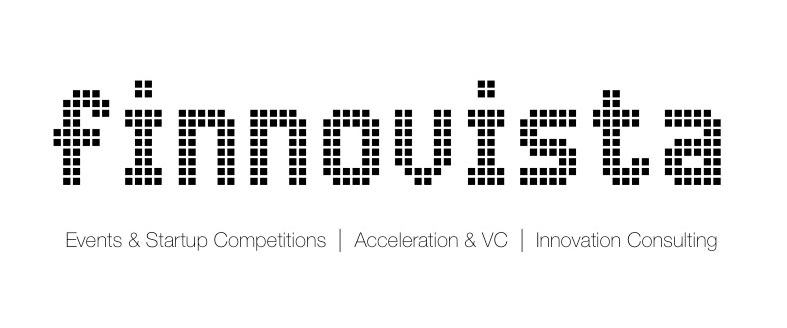 finnovista
Events & Startup Competitions | Acceleration & VC | Innovation Consulting